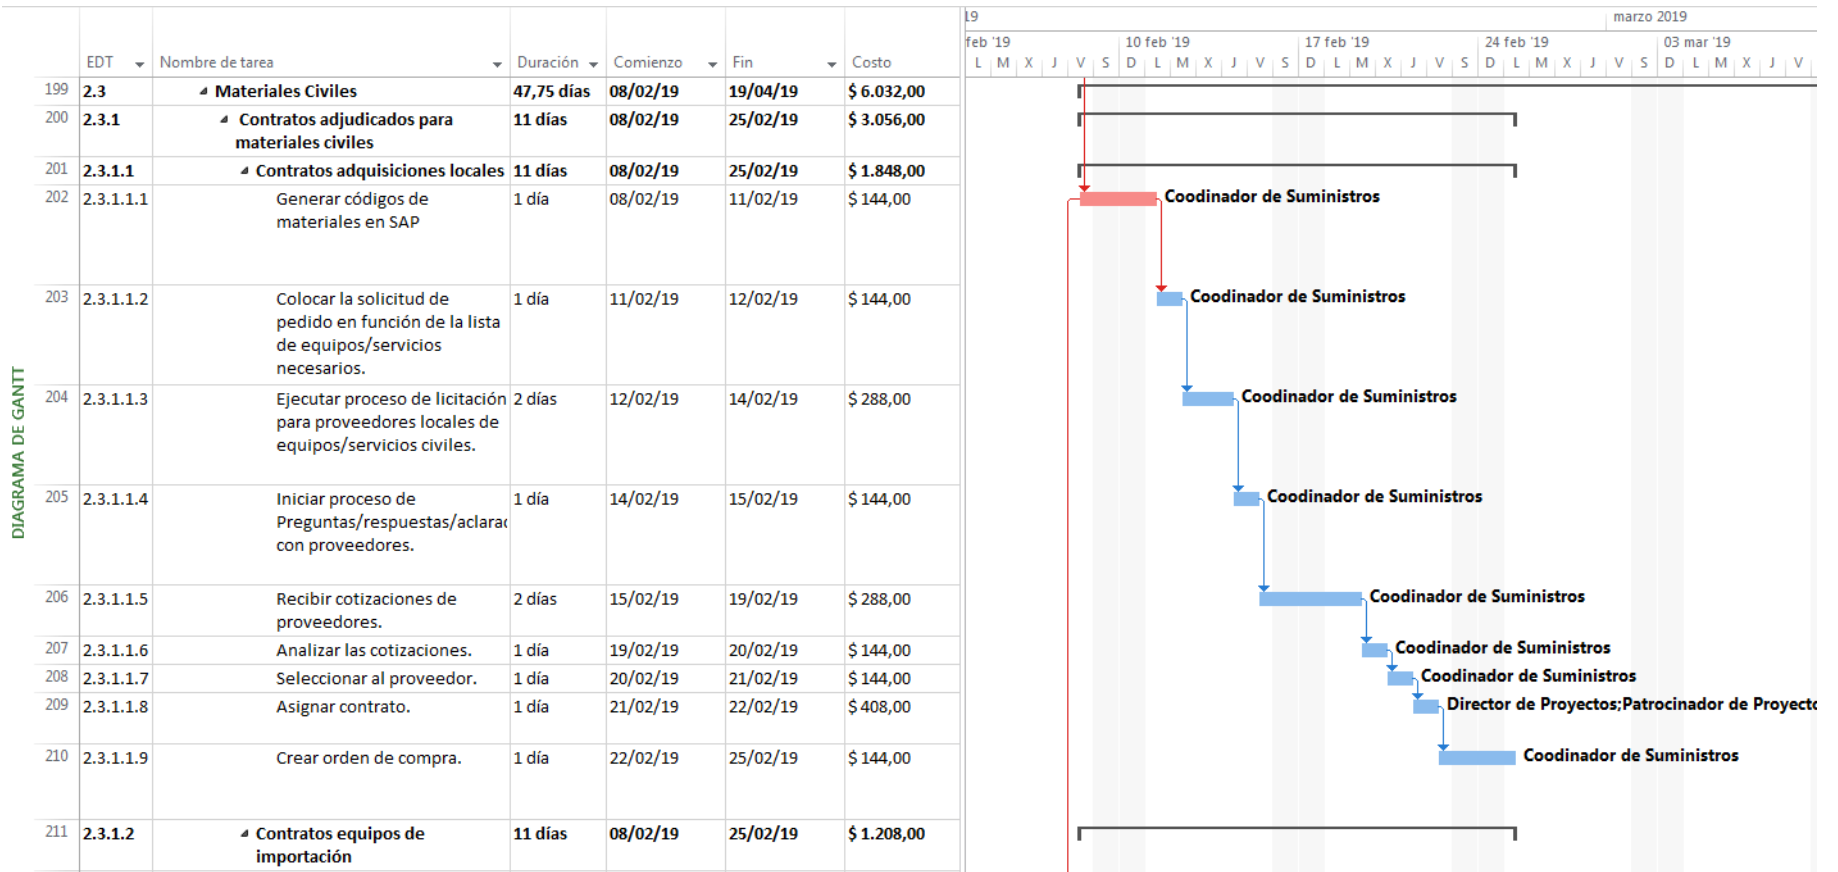 19
marzo 2019
feb '19 10 feb '19 17 feb '19 24 feb '19 03 mar '19
EDT Nombre de tarea Duración Comienzo Fin Costo
L M X J V S D L M X J V S D L M X J V S D L M X J V S D L M X J V
199 2.3 Materiales Civiles 47,75 días 08/02/19 19/04/19 $ 6.032,00
200 2.3.1 Contratos adjudicados para 11 días 08/02/19 25/02/19 $ 3.056,00
materiales civiles
201 2.3.1.1 Contratos adquisiciones locales 11 días 08/02/19 25/02/19 $ 1.848,00
202 2.3.1.1.1 Generar códigos de 1 día 08/02/19 11/02/19 $ 144,00 Coodinador de Suministros
materiales en SAP
203 2.3.1.1.2 Colocar la solicitud de 1 día 11/02/19 12/02/19 $ 144,00 Coodinador de Suministros
pedido en función de la lista
de equipos/servicios
necesarios.
204 2.3.1.1.3 Ejecutar proceso de licitación 2 días 12/02/19 14/02/19 $ 288,00 Coodinador de Suministros
para proveedores locales de
equipos/servicios civiles.
205 2.3.1.1.4 Iniciar proceso de 1 día 14/02/19 15/02/19 $ 144,00 Coodinador de Suministros
Preguntas/respuestas/aclarac
con proveedores.
206 2.3.1.1.5 Recibir cotizaciones de 2 días 15/02/19 19/02/19 $ 288,00 Coodinador de Suministros
proveedores.
207 2.3.1.1.6 Analizar las cotizaciones. 1 día 19/02/19 20/02/19 $ 144,00 Coodinador de Suministros
208 2.3.1.1.7 Seleccionar al proveedor. 1 día 20/02/19 21/02/19 $ 144,00 Coodinador de Suministros
209 2.3.1.1.8 Asignar contrato. 1 día 21/02/19 22/02/19 $ 408,00 Director de Proyectos;Patrocinador de Proyecto
210 2.3.1.1.9 Crear orden de compra. 1 día 22/02/19 25/02/19 $ 144,00 Coodinador de Suministros
211 2.3.1.2 Contratos equipos de 11 días 08/02/19 25/02/19 $ 1.208,00
importación
DIAGRAMA DE GANTT